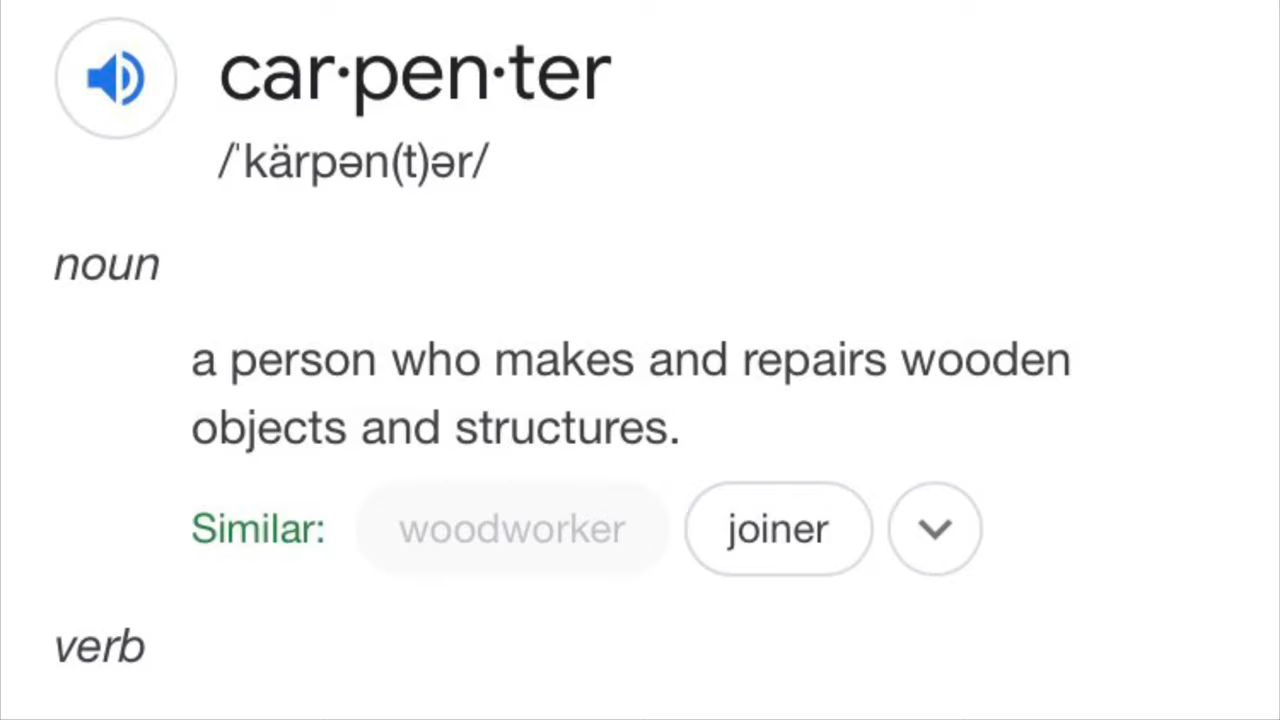 car·pen·ter
/ˈkärpən(t)ər/
noun
a person who makes and repairs wooden
objects and structures.
Similar: woodworker joiner
verb